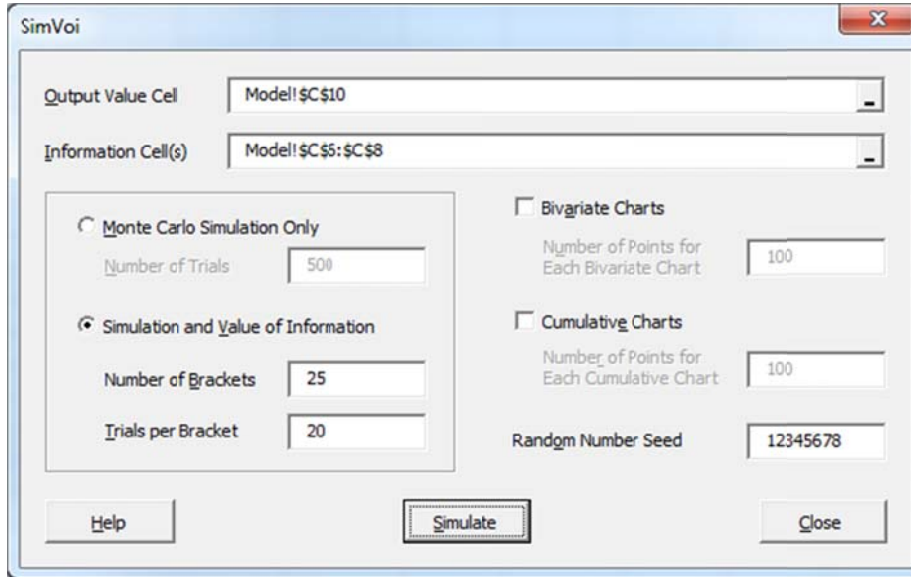 SimVoi
Output Value Cell
Model!$C$10
Information Cell(s)
Model!$C$5:$C$8
Monte Carlo Simulation Only
Number of Trials
500
Simulation and Value of Information
Number of Brackets
25
Trials per Bracket
20
Bivariate Charts
Number of Points for
Each Bivariate Chart
100
Cumulative Charts
Number of Points for
Each Cumulative Chart
100
Random Number Seed
12345678
Help
Simulate
Close